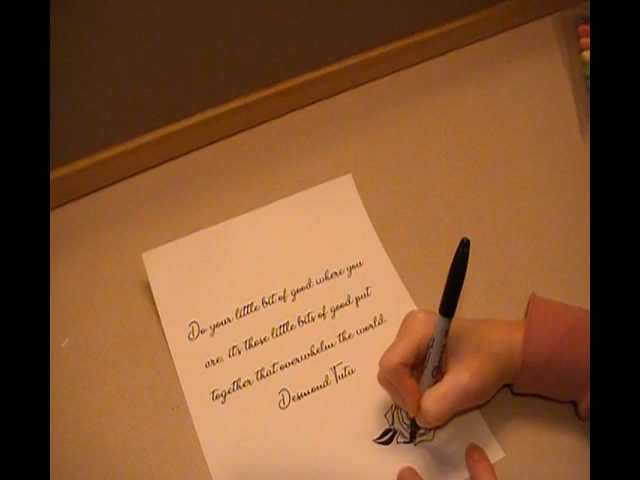 Do your little bit of good where you
are, it's those little bits of good put
together that overwhelm the world.
Desmond Tutu